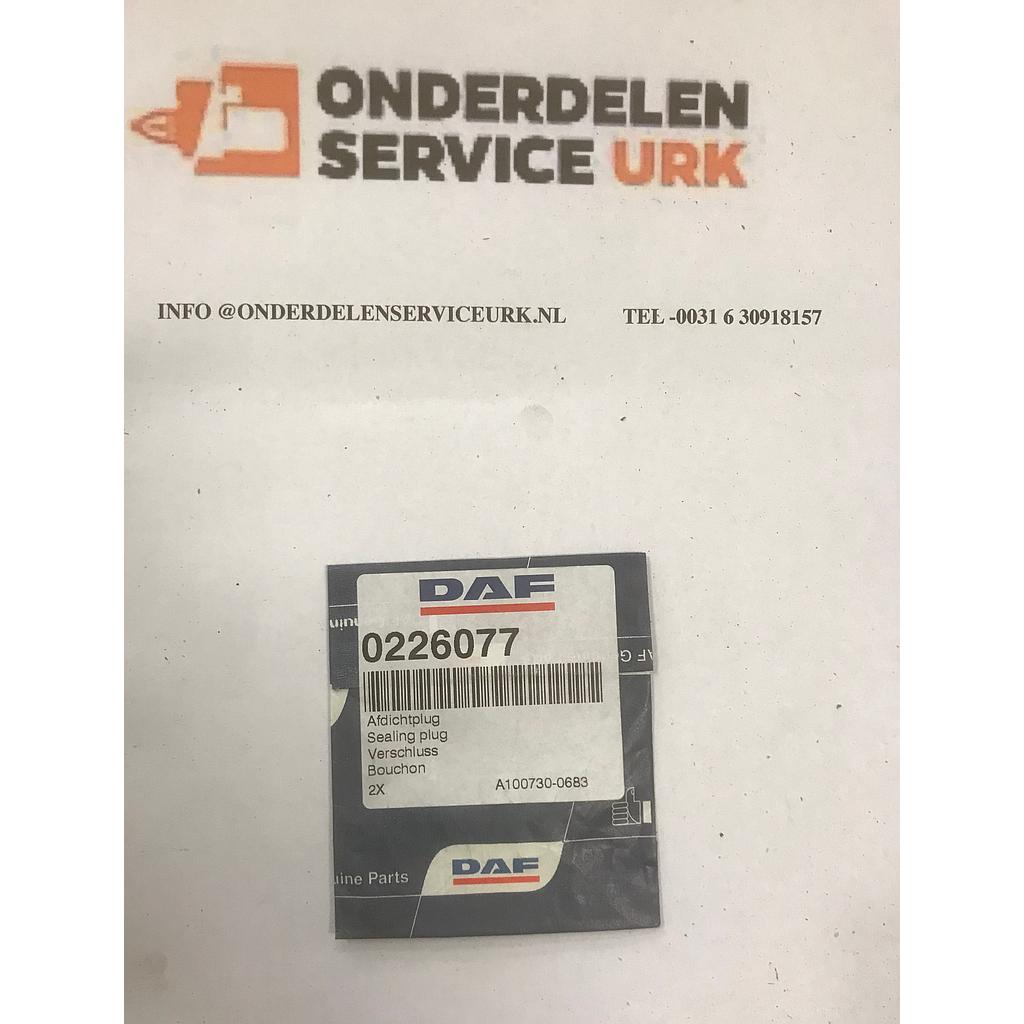 ONDERDELEN
SERVICE URK
INFO @ONDERDELENSERVICEURK.NL TEL -0031 6 30918157
DAF
0226077
Afdichtplug
Sealing plug
Verschluss
Bouchon
2X A100730-0683
DAF
Parts